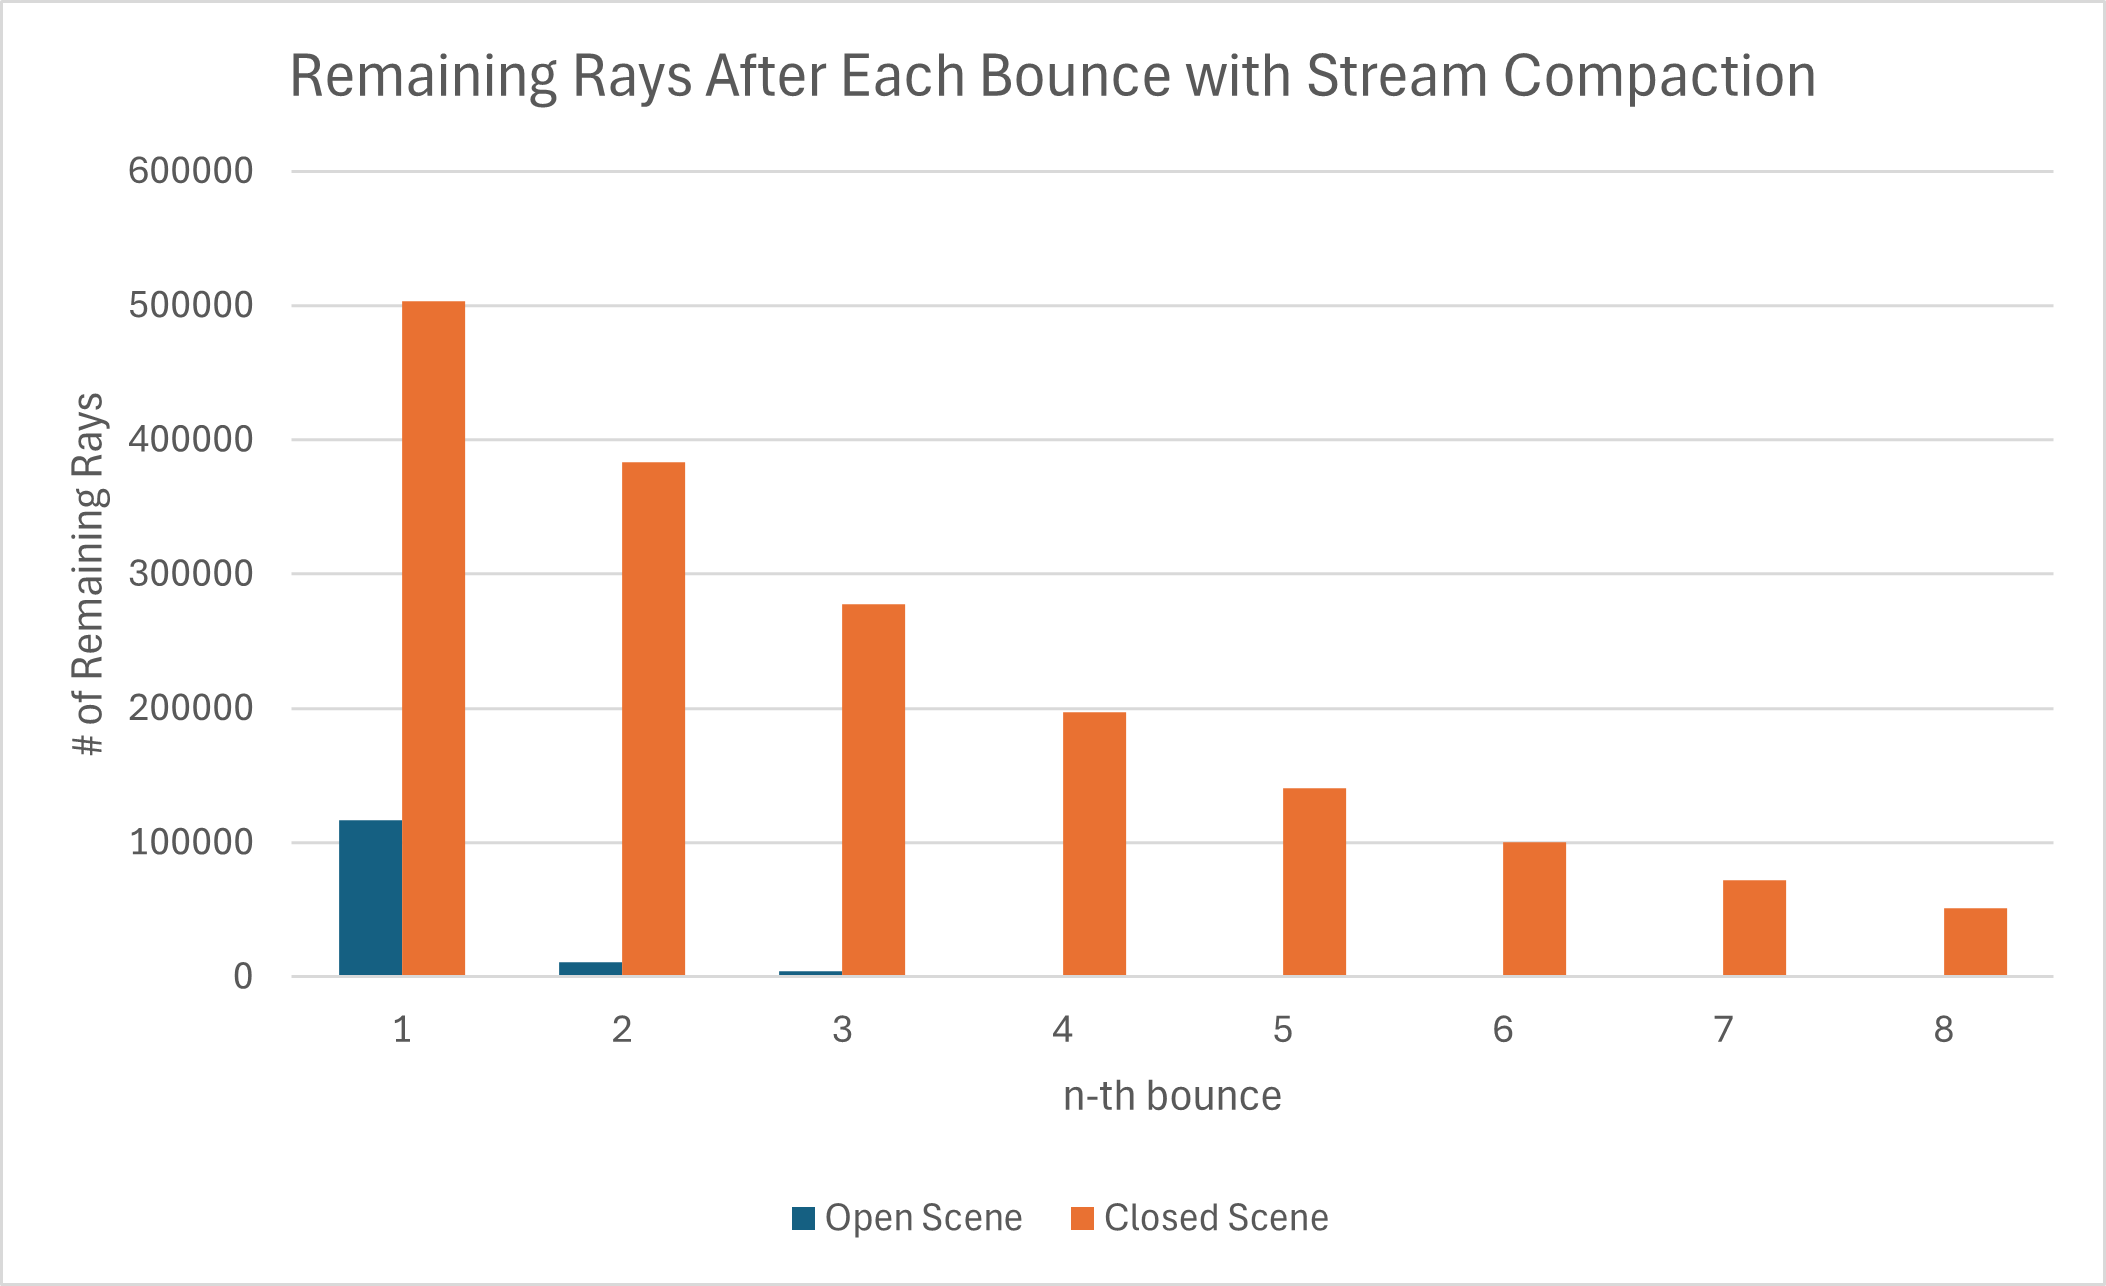 Remaining Rays After Each Bounce with Stream Compaction
600000
500000
400000
300000
200000
100000
0
# of Remaining Rays
1 2 3 4 5 6 7 8
n-th bounce
Open Scene Closed Scene